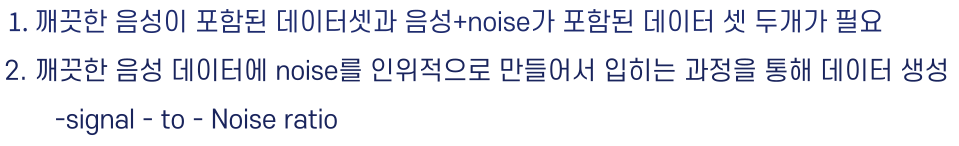 1. 깨끗한 음성이 포함된 데이터셋과 음성+noise가 포함된 데이터 셋 두개가 필요
2. 깨끗한 음성 데이터에 noise를 인위적으로 만들어서 입히는 과정을 통해 데이터 생성
-signal - to - Noise ratio